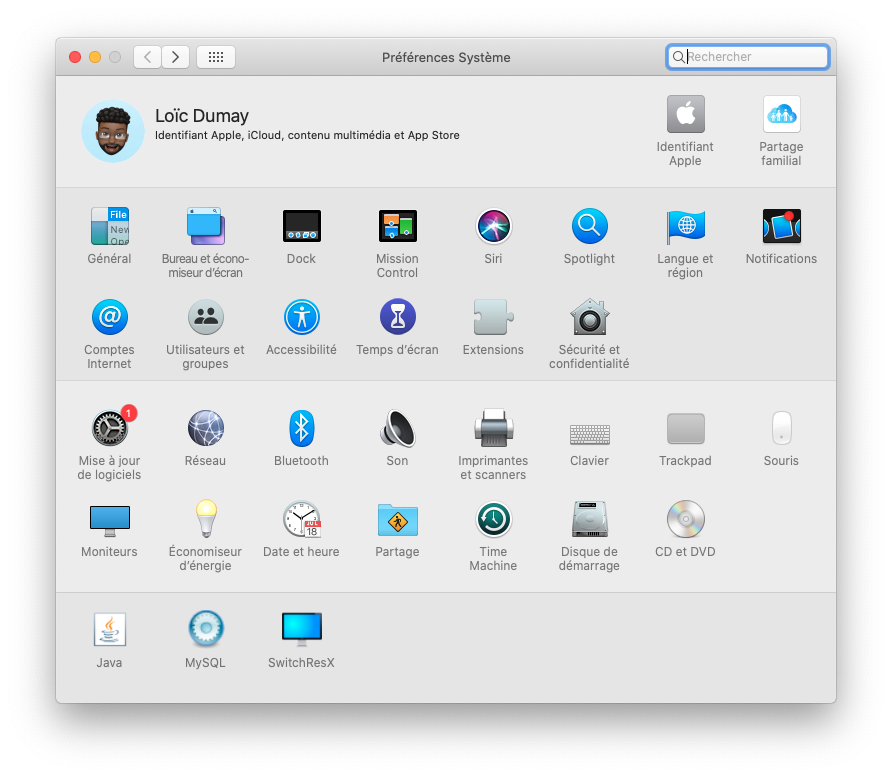 Préférences Système
Rechercher
Loïc Dumay
Identifiant Apple, iCloud, contenu multimédia et App Store
Identifiant
Apple
Partage
familial
File
New
Ope
Général
Bureau et écono-
miseur d'écran
Dock
Mission
Control
Siri
Spotlight
Langue et
région
Notifications
@
Comptes
Internet
Utilisateurs et
groupes
Accessibilité
Temps d'écran
Extensions
Sécurité et
confidentialité
1
Mise à jour
de logiciels
Réseau
Bluetooth
Son
Imprimantes
et scanners
Clavier
Trackpad
Souris
Moniteurs
Économiseur
d'énergie
JUL
18
Date et heure
Partage
Time
Machine
Disque de
démarrage
CD et DVD
Java
MySQL
SwitchResX